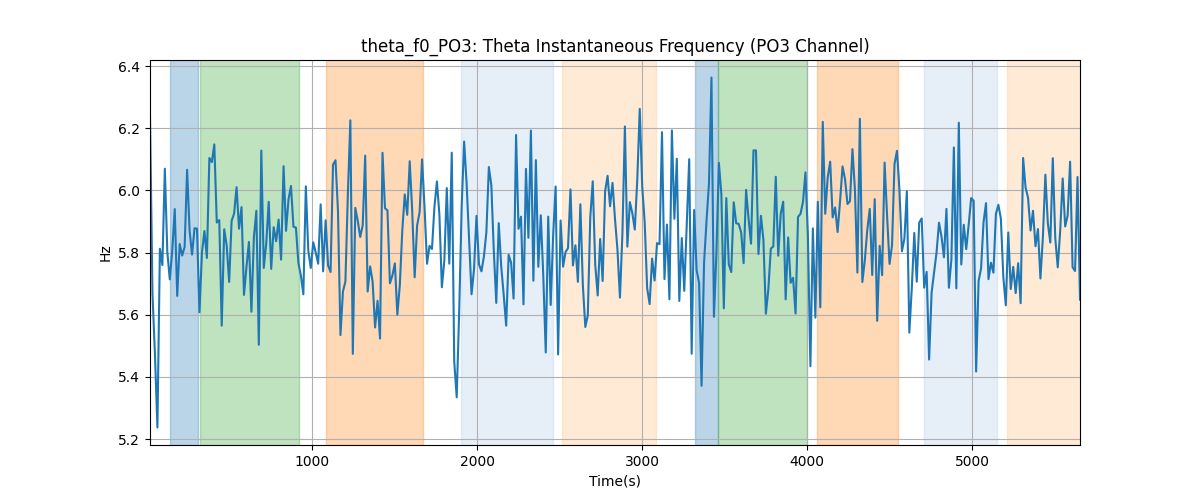 theta_f0_PO3: Theta Instantaneous Frequency (PO3 Channel)
6.4
6.2
6.0
5.8
5.6
5.4
5.2
Hz
1000 2000 3000 4000 5000
Time(s)